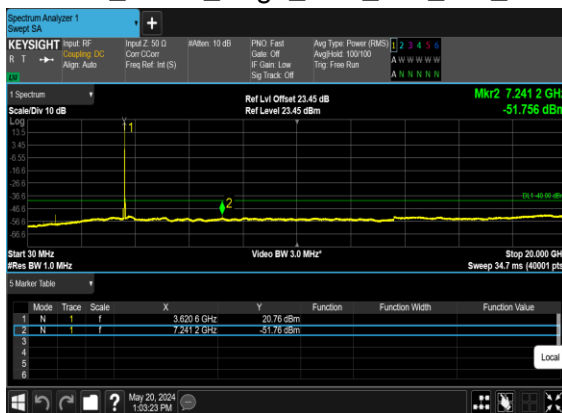 Spectrum Analyzer 1
Swept SA
+
KEYSIGHT
R T
Input: RF
Coupling: DC
Align: Auto
Input Z: 50 Ω
Corr CCorr
Freq Ref: Int (S)
#Atten: 10 dB
PNO: Fast
Gate: Off
IF Gain: Low
Sig Track: Off
Avg Type: Power (RMS)
Avg|Hold: 100/100
Trig: Free Run
1 2 3 4 5 6
A W W W W W
A N N N N N
1 Spectrum
Scale/Div 10 dB
Ref Lvl Offset 23.45 dB
Ref Level 23.45 dBm
Mkr2 7.241 2 GHz
-51.756 dBm
Log
13.5
3.45
-6.55
-16.6
-26.6
-36.6
-46.6
-56.6
-66.6
1
2
DL1 -40.00 dB
Start 30 MHz
#Res BW 1.0 MHz
Video BW 3.0 MHz*
Stop 20.000 GH
Sweep 34.7 ms (40001 pts
5 Marker Table
Mode Trace Scale X Y Function Function Width Function Value
1 N 1 f 3.620 6 GHz 20.76 dBm
2 N 1 f 7.241 2 GHz -51.76 dBm
3
4
5
6
Local
?
May 20, 2024
1:03:23 PM